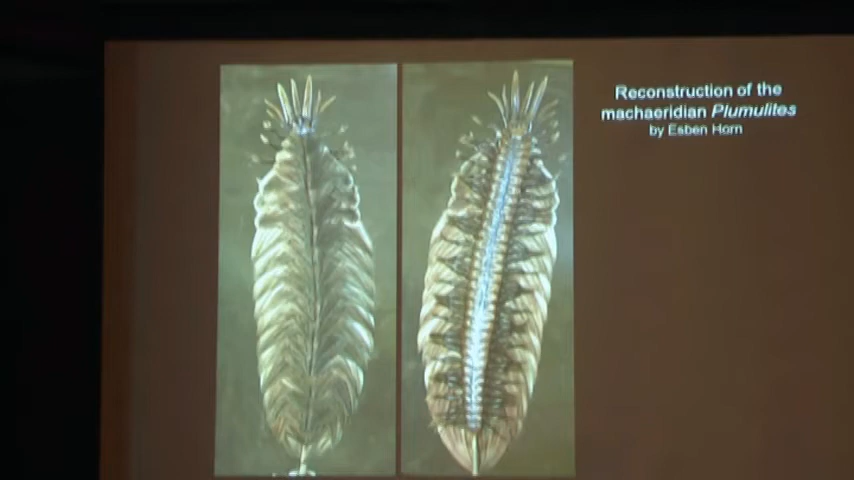 Reconstruction of the
machaeridian Plumulites
by Esben Horn